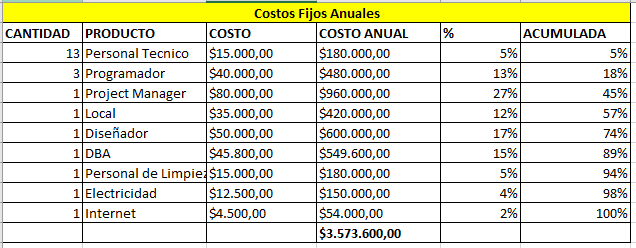 Costos Fijos Anuales
CANTIDAD PRODUCTO COSTO COSTO ANUAL % ACUMULADA
13 Personal Tecnico $15.000,00 $180.000,00 5% 5%
3 Programador $40.000,00 $480.000,00 13% 18%
1 Project Manager $80.000,00 $960.000,00 27% 45%
1 Local $35.000,00 $420.000,00 12% 57%
1 Diseñador $50.000,00 $600.000,00 17% 74%
1 DBA $45.800,00 $549.600,00 15% 89%
1 Personal de Limpiez $15.000,00 $180.000,00 5% 94%
1 Electricidad $12.500,00 $150.000,00 4% 98%
1 Internet $4.500,00 $54.000,00 2% 100%
$3.573.600,00